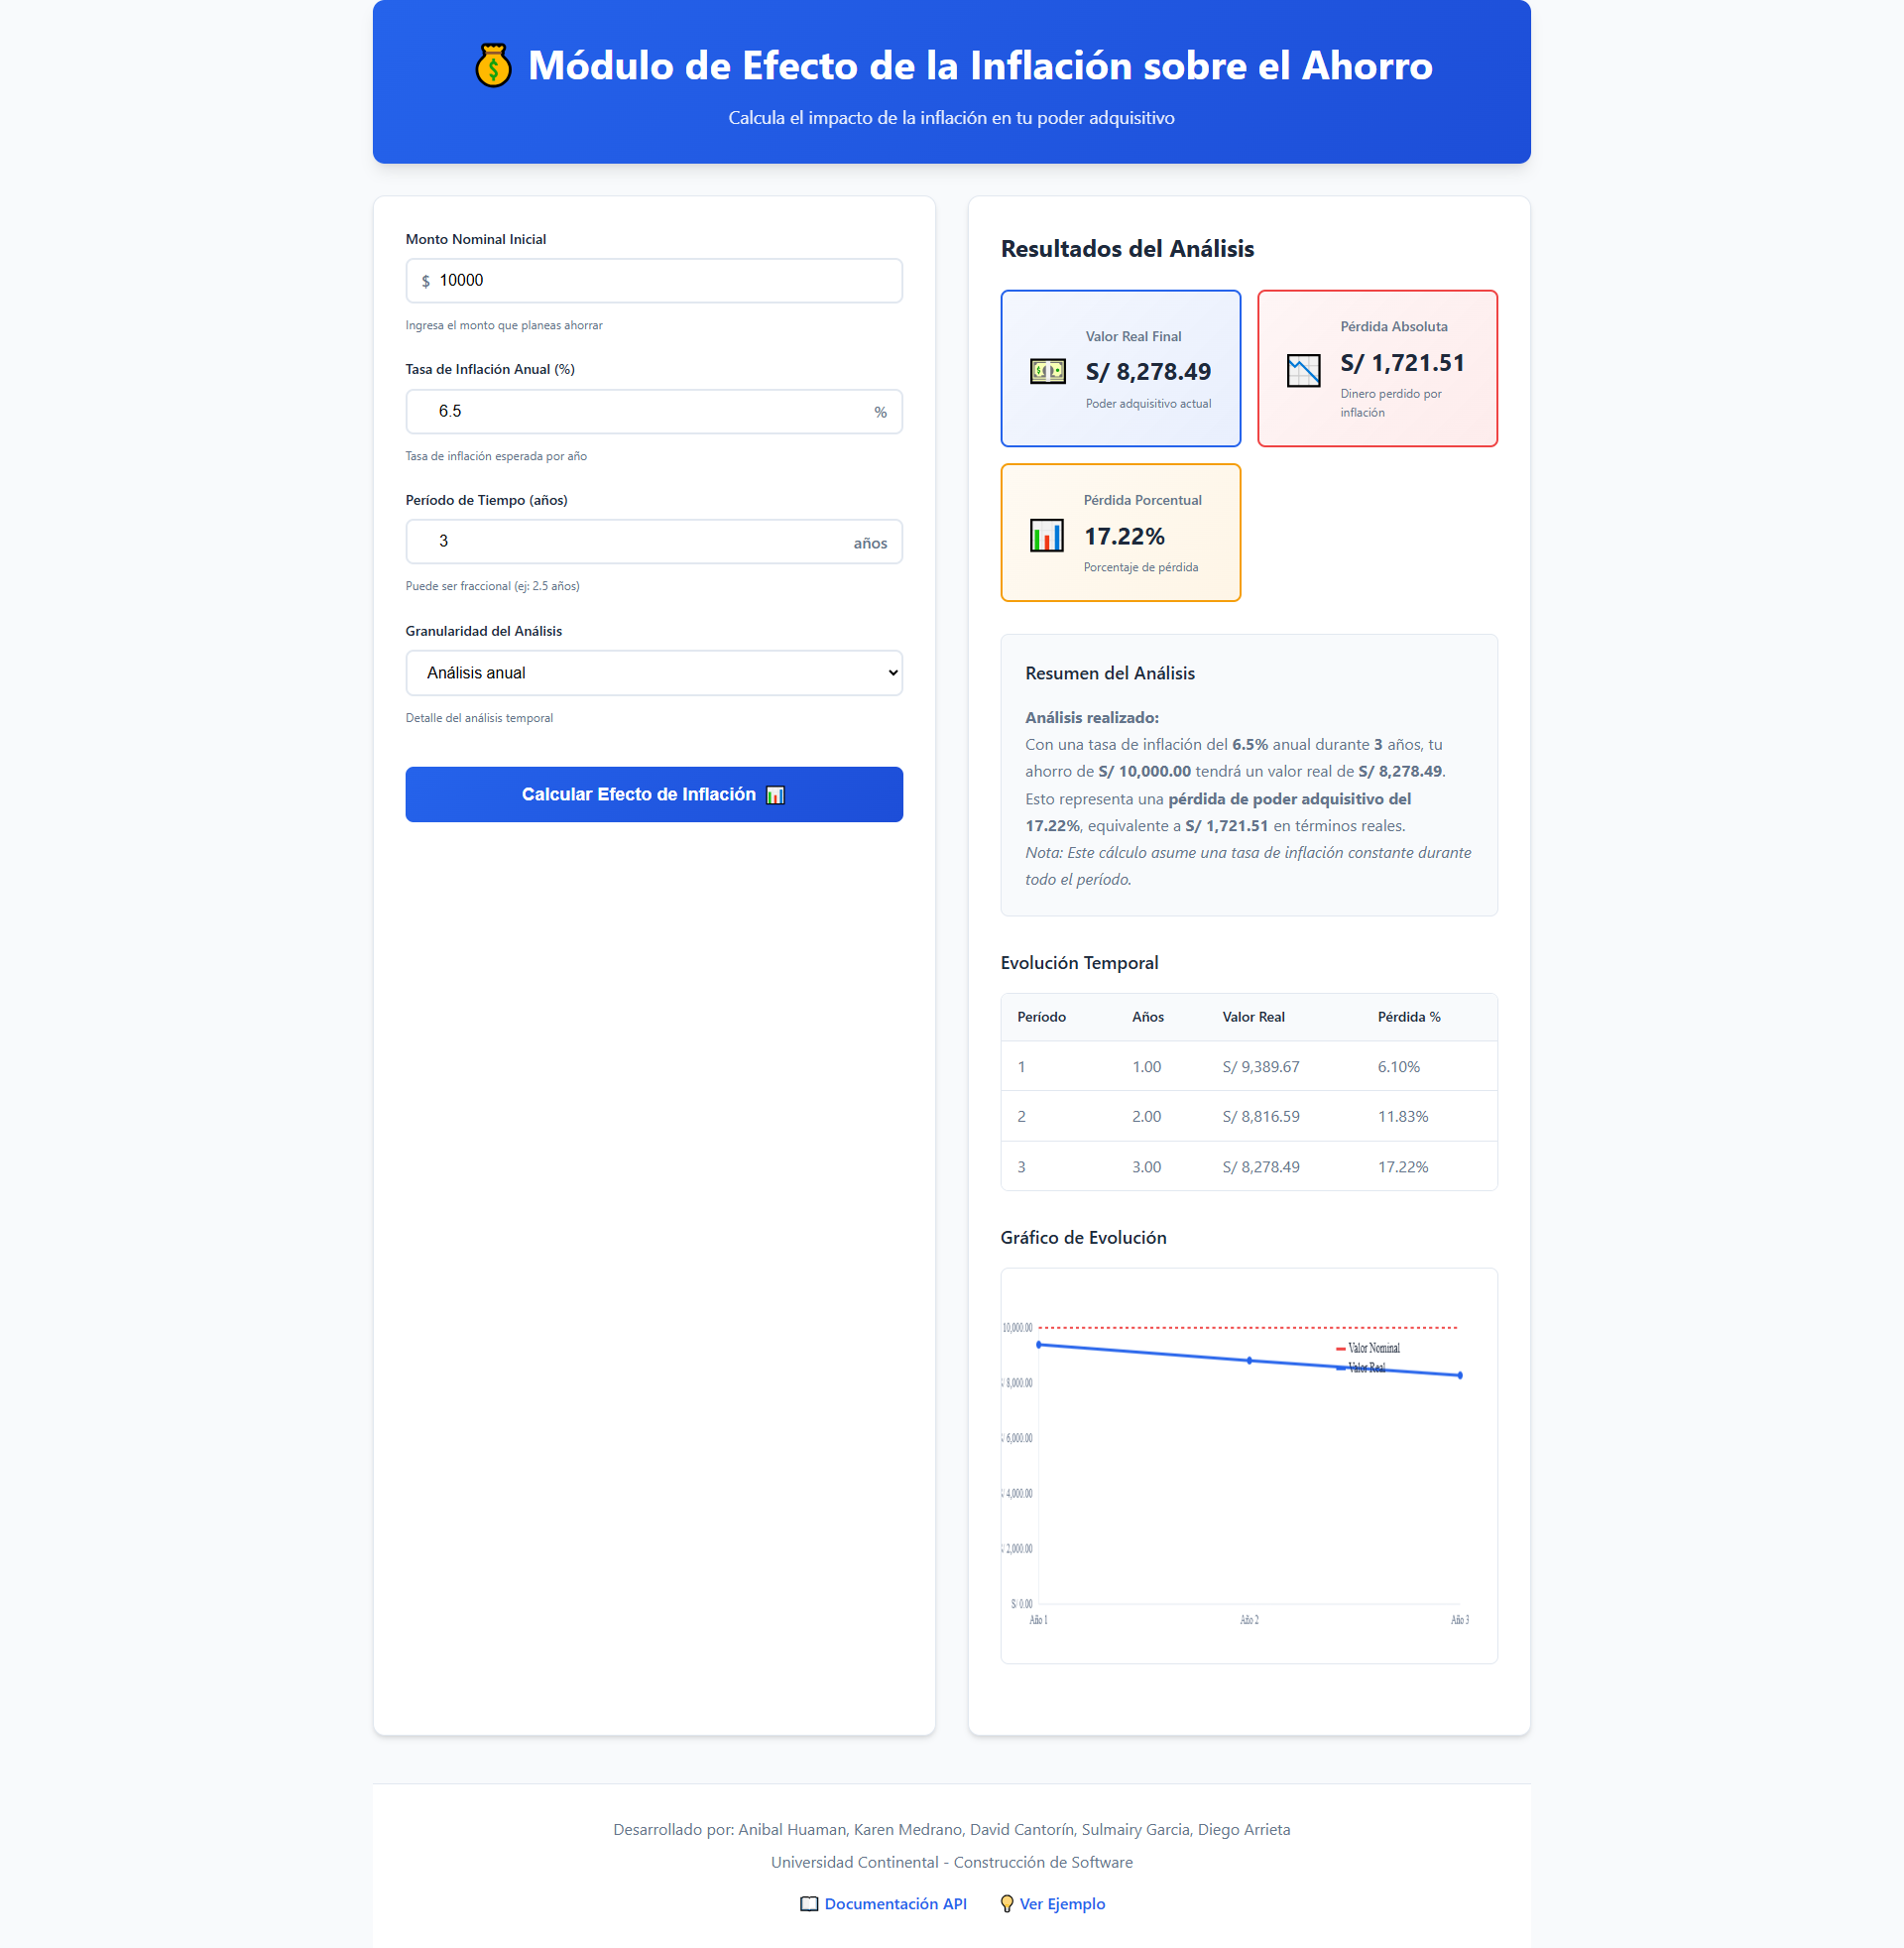 Módulo de Efecto de la Inflación sobre el Ahorro
Calcula el impacto de la inflación en tu poder adquisitivo
Monto Nominal Inicial
$ 10000
Ingresa el monto que planeas ahorrar
Tasa de Inflación Anual (%)
6.5 %
Tasa de inflación esperada por año
Período de Tiempo (años)
3 años
Puede ser fraccional (ej: 2.5 años)
Granularidad del Análisis
Análisis anual
Detalle del análisis temporal
Calcular Efecto de Inflación
Resultados del Análisis
Valor Real Final
S/ 8,278.49
Poder adquisitivo actual
Pérdida Absoluta
S/ 1,721.51
Dinero perdido por
inflación
Pérdida Porcentual
17.22%
Porcentaje de pérdida
Resumen del Análisis
Análisis realizado:
Con una tasa de inflación del 6.5% anual durante 3 años, tu
ahorro de S/ 10,000.00 tendrá un valor real de S/ 8,278.49.
Esto representa una pérdida de poder adquisitivo del
17.22%, equivalente a S/ 1,721.51 en términos reales.
Nota: Este cálculo asume una tasa de inflación constante durante
todo el período.
Evolución Temporal
Período Años Valor Real Pérdida %
1 1.00 S/ 9,389.67 6.10%
2 2.00 S/ 8,816.59 11.83%
3 3.00 S/ 8,278.49 17.22%
Gráfico de Evolución
10,000.00
Valor Nominal
Valor Real
/ 8,000.00
/ 6,000.00
/ 4,000.00
/ 2,000.00
S/ 0.00
Año 1 Año 2 Año 3
Desarrollado por: Anibal Huaman, Karen Medrano, David Cantorín, Sulmairy Garcia, Diego Arrieta
Universidad Continental - Construcción de Software
Documentación API Ver Ejemplo